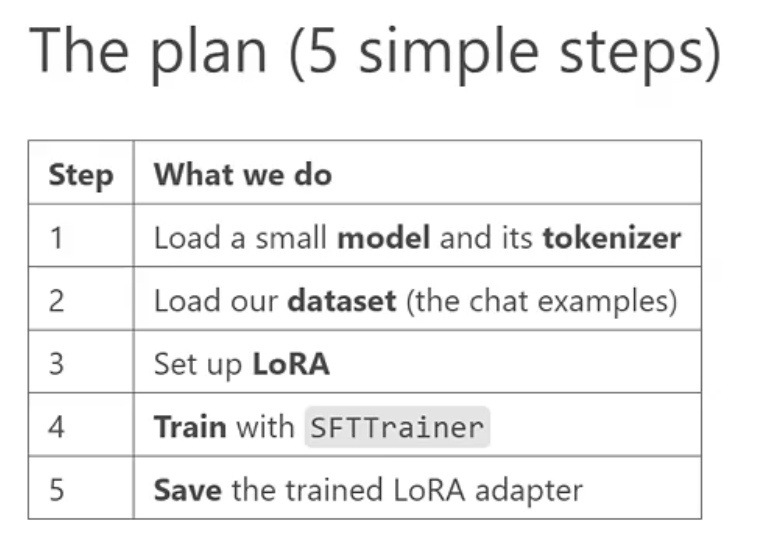 The plan (5 simple steps)
Step What we do
1 Load a small model and its tokenizer
2 Load our dataset (the chat examples)
3 Set up LoRA
4 Train with SFTTrainer
5 Save the trained LoRA adapter